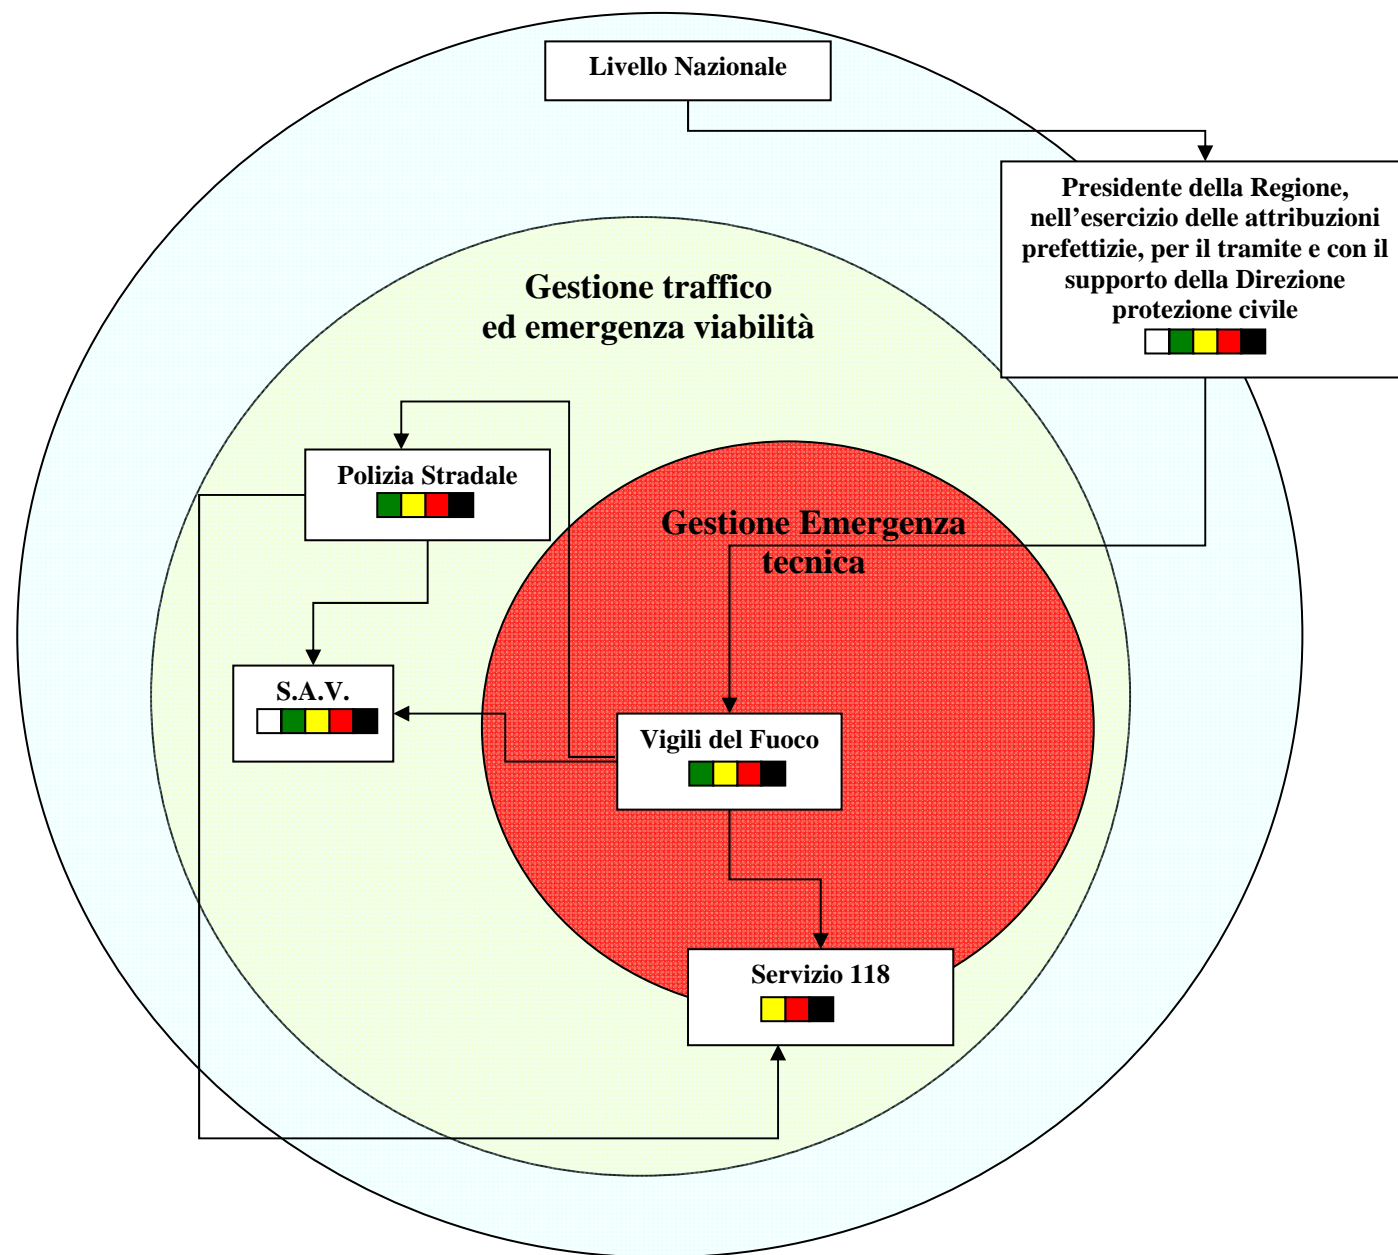 Livello Nazionale
Presidente della Regione,
nell’esercizio delle attribuzioni
prefettizie, per il tramite e con il
supporto della Direzione
protezione civile
Gestione traffico
ed emergenza viabilità
Polizia Stradale
Gestione Emergenza
tecnica
S.A.V.
Vigili del Fuoco
Servizio 118